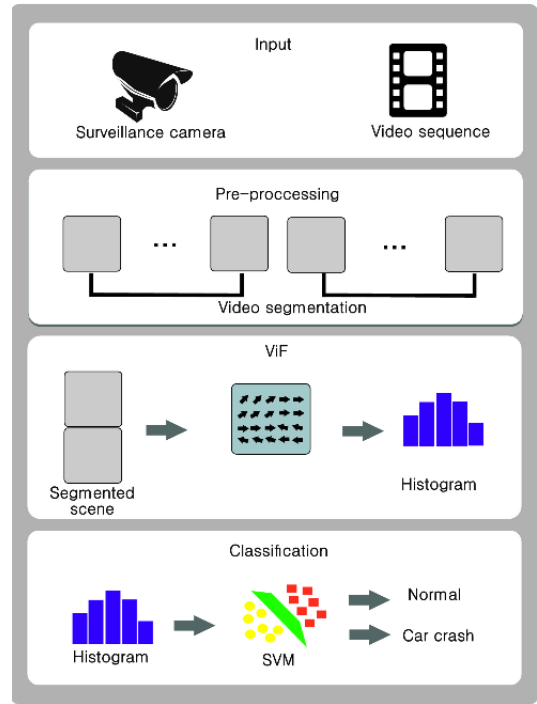 Input
Surveillance camera
Video sequence
Pre-proccessing
... ...
Video segmentation
ViF
Segmented
scene
Histogram
Classification
Histogram
SVM
Normal
Car crash